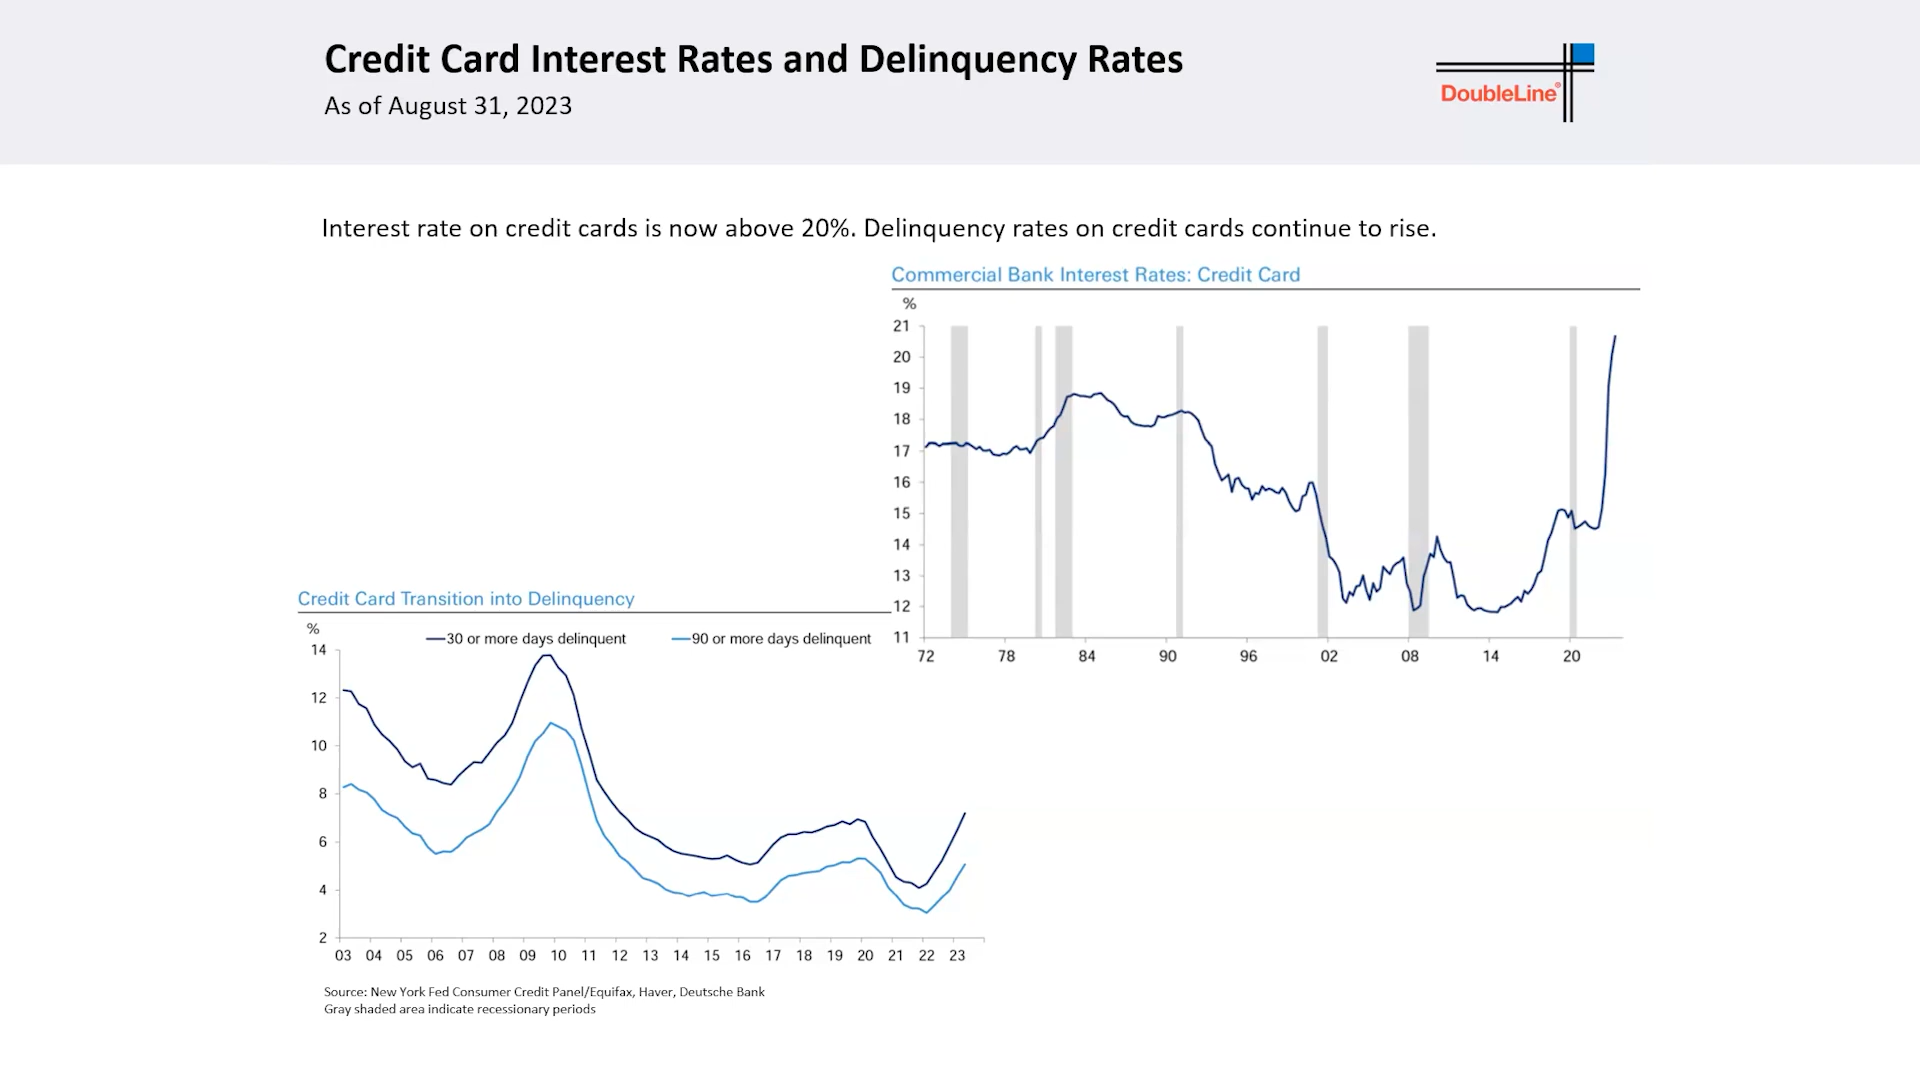 Credit Card Interest Rates and Delinquency Rates
As of August 31, 2023
DoubleLine®
Interest rate on credit cards is now above 20%. Delinquency rates on credit cards continue to rise.
Commercial Bank Interest Rates: Credit Card
%
21
20
19
18
17
16
15
14
13
12
11
72 78 84 90 96 02 08 14 20
Credit Card Transition into Delinquency
%
30 or more days delinquent 90 or more days delinquent
14
12
10
8
6
4
2
03 04 05 06 07 08 09 10 11 12 13 14 15 16 17 18 19 20 21 22 23
Source: New York Fed Consumer Credit Panel/Equifax, Haver, Deutsche Bank
Gray shaded area indicate recessionary periods